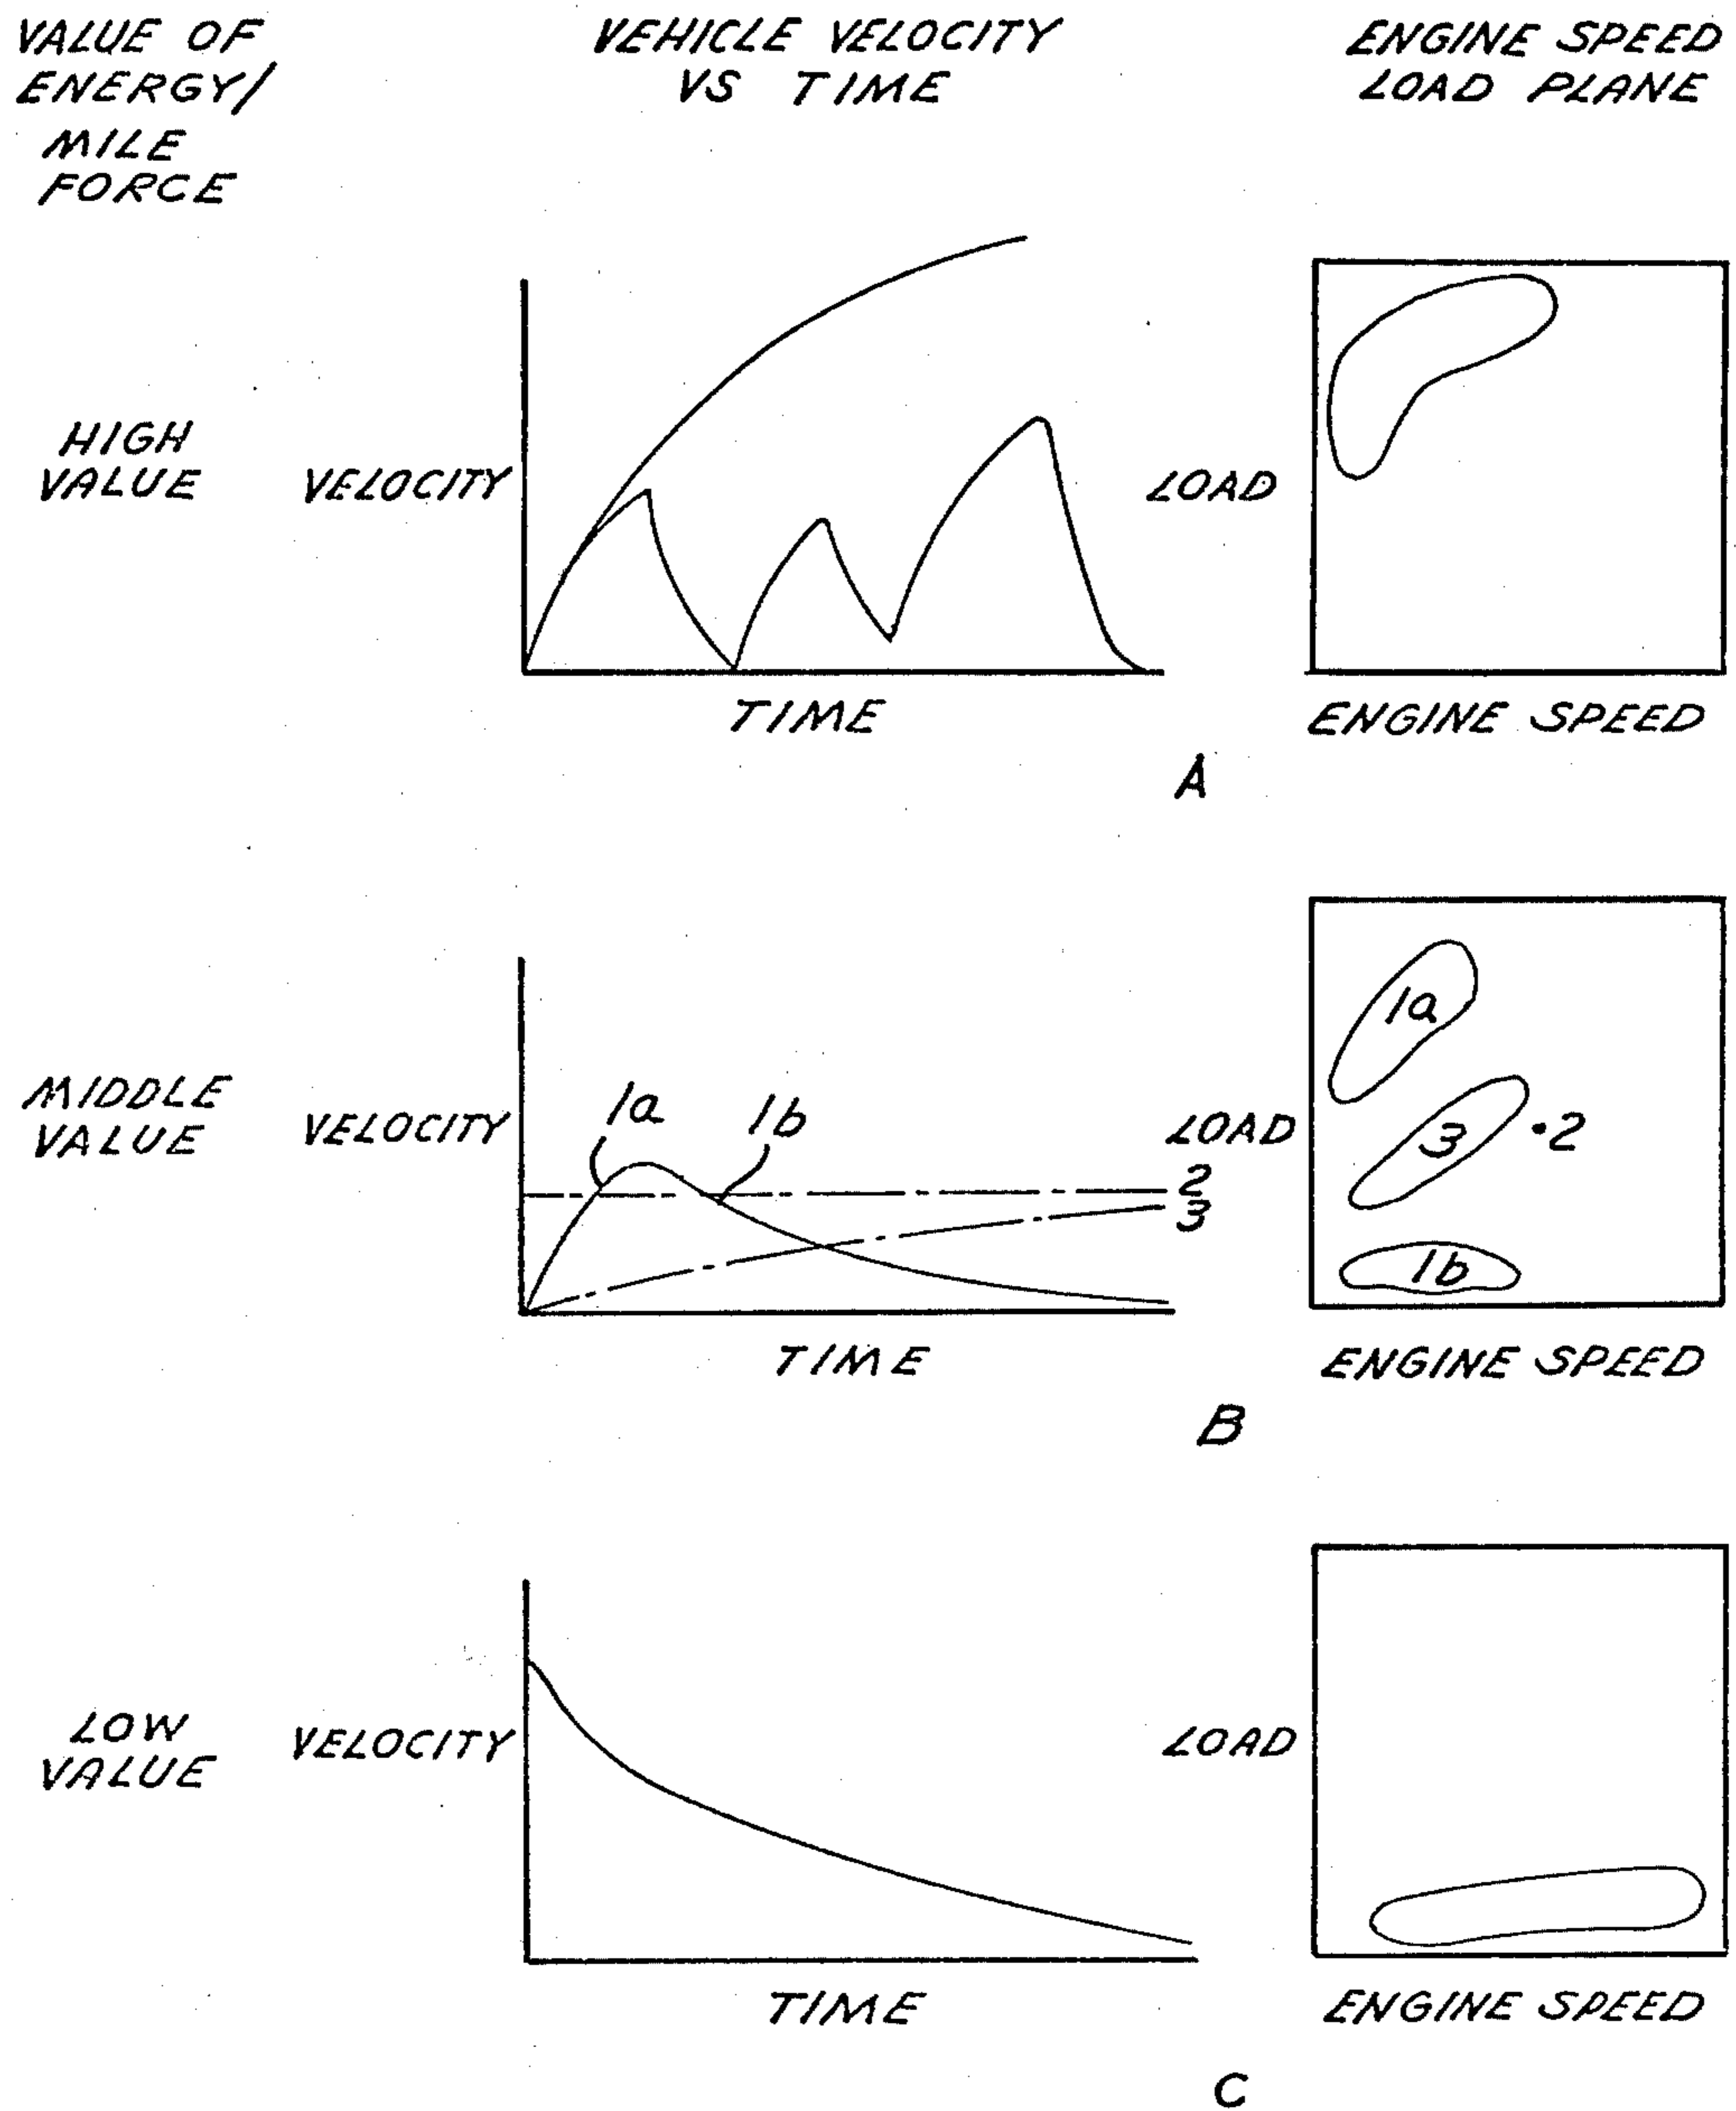 VALUE OF
ENERGY/
MILE
FORCE
VEHICLE VELOCITY
VS TIME
ENGINE SPEED
LOAD PLANE
HIGH
VALUE
VELOCITY
TIME
LOAD
ENGINE SPEED
A
MIDDLE
VALUE
VELOCITY
1a
1b
2
3
TIME
LOAD
1a
3
•2
1b
ENGINE SPEED
B
LOW
VALUE
VELOCITY
TIME
LOAD
ENGINE SPEED
C